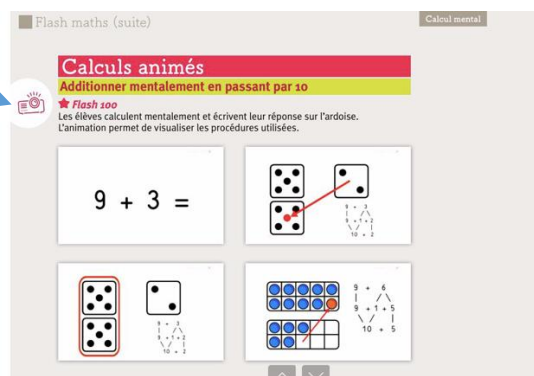 Flash maths (suite)
Calcul mental
Calculs animés
Additionner mentalement en passant par 10
Flash 100
Les élèves calculent mentalement et écrivent leur réponse sur l'ardoise.
L'animation permet de visualiser les procédures utilisées.
9 + 3 =
9 + 3
9 + 1 + 2
10 + 2
9 + 3
9 + 1 + 2
10 + 2
9 + 6
9 + 1 + 5
10 + 5